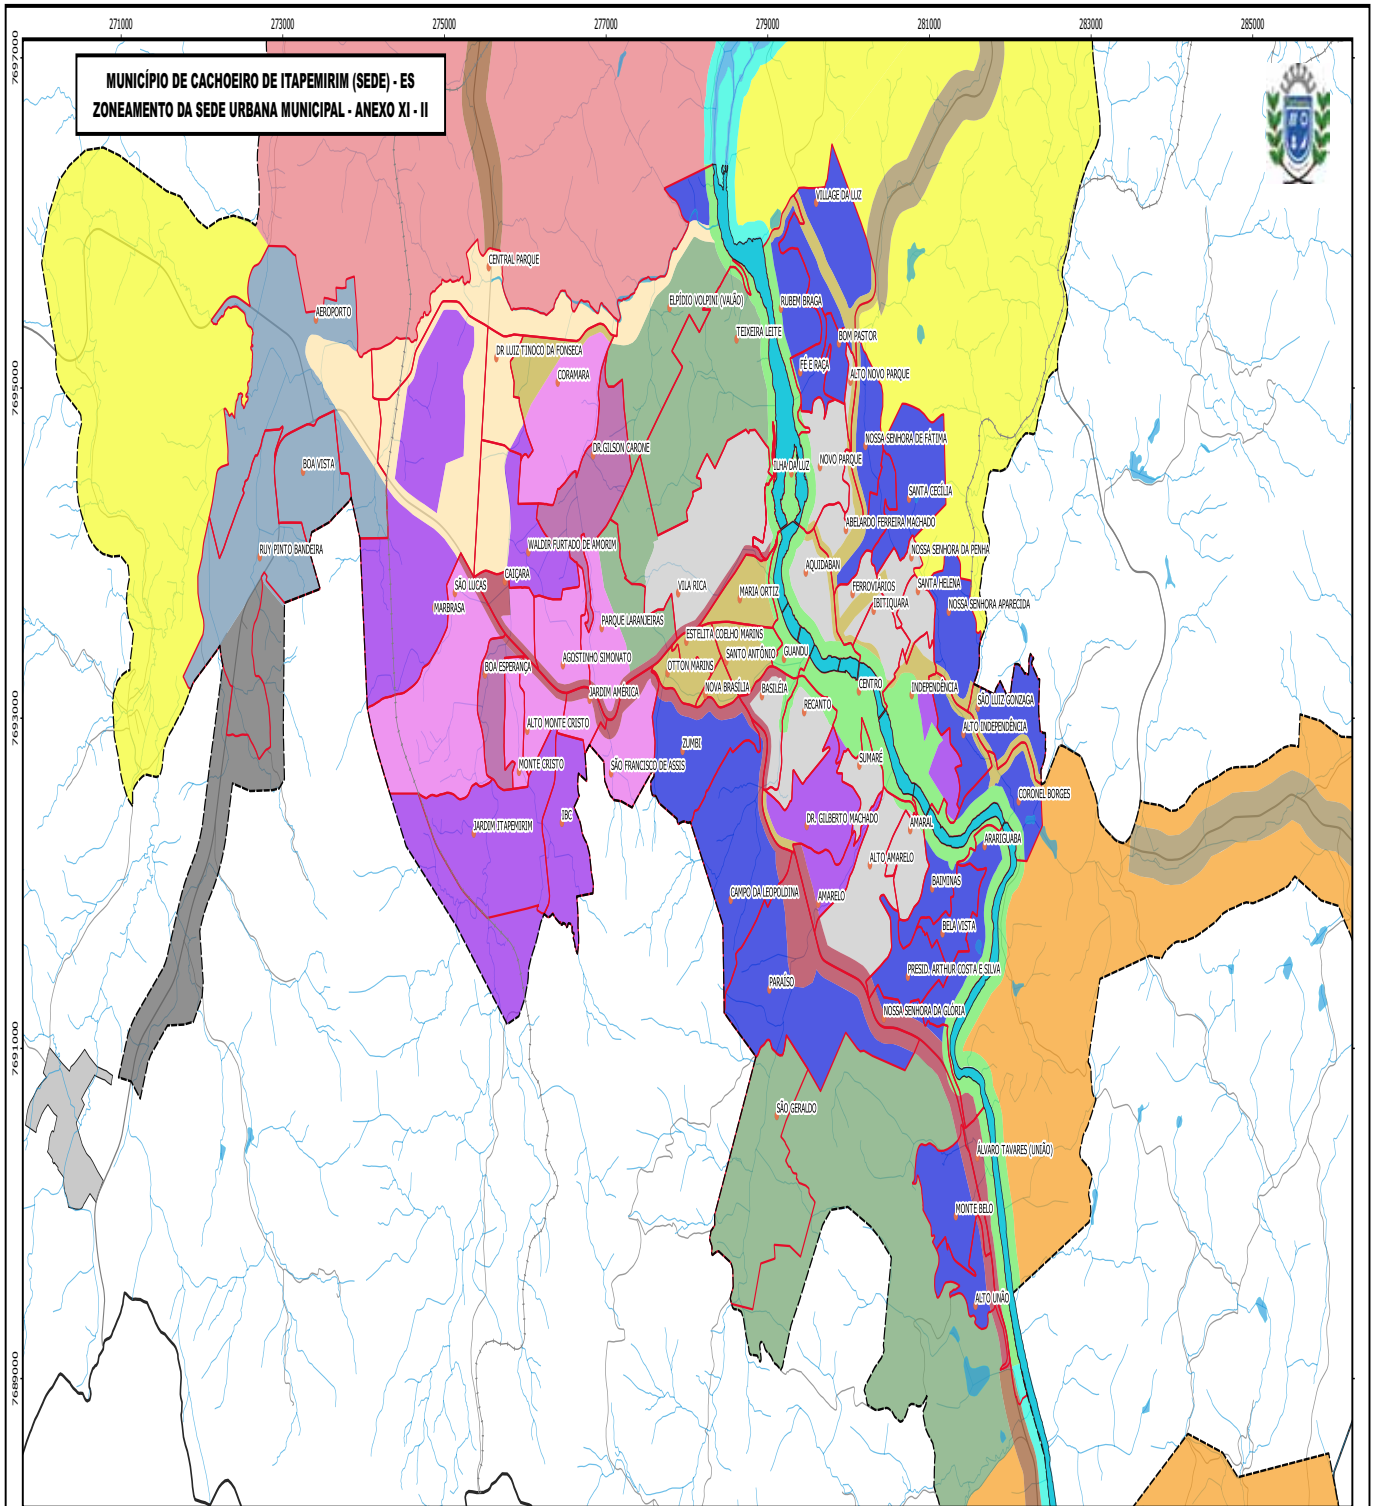 271000 273000 275000 277000 279000 281000 283000 285000
7697000
7695000
7693000
7691000
7689000
MUNICÍPIO DE CACHOEIRO DE ITAPEMIRIM (SEDE) - ES
ZONEAMENTO DA SEDE URBANA MUNICIPAL - ANEXO XI - II
VILLAGE DA LUZ
CENTRAL PARQUE
AEROPORTO
ELPÍDIO VOLPINI (VALÃO)
RUBEM BRAGA
TEIXEIRA LEITE
BOM PASTOR
DR LUIZ TINOCO DA FONSECA
FÉ E RAÇA
CORAMARA
ALTO NOVO PARQUE
DR.GILSON CARONE
NOSSA SENHORA DE FÁTIMA
BOA VISTA
ILHA DA LUZ
NOVO PARQUE
SANTA CECÍLIA
ABELARDO FERREIRA MACHADO
RUY PINTO BANDEIRA
WALDIR FURTADO DE AMORIM
NOSSA SENHORA DA PENHA
AQUIDABAN
CAIÇARA
SÃO LUCAS
VILA RICA
MARIA ORTIZ
FERROVIÁRIOS
SANTA HELENA
MARBRASA
IBITIQUARA
NOSSA SENHORA APARECIDA
PARQUE LARANJEIRAS
ESTELITA COELHO MARINS
SANTO ANTÔNIO
GUANDU
AGOSTINHO SIMONATO
BOA ESPERANÇA
OTTON MARINS
NOVA BRASÍLIA
BASILÉIA
CENTRO
INDEPENDÊNCIA
JARDIM AMÉRICA
RECANTO
SÃO LUIZ GONZAGA
ALTO MONTE CRISTO
ALTO INDEPENDÊNCIA
ZUMBI
MONTE CRISTO
SÃO FRANCISCO DE ASSIS
SUMARÉ
CORONEL BORGES
IBC
JARDIM ITAPEMIRIM
DR. GILBERTO MACHADO
AMARAL
ARARIGUABA
ALTO AMARELO
BAIMINAS
CAMPO DA LEOPOLDINA
AMARELO
BELA VISTA
PRESID. ARTHUR COSTA E SILVA
PARAÍSO
NOSSA SENHORA DA GLÓRIA
SÃO GERALDO
ÁLVARO TAVARES (UNIÃO)
MONTE BELO
ALTO UNÃO